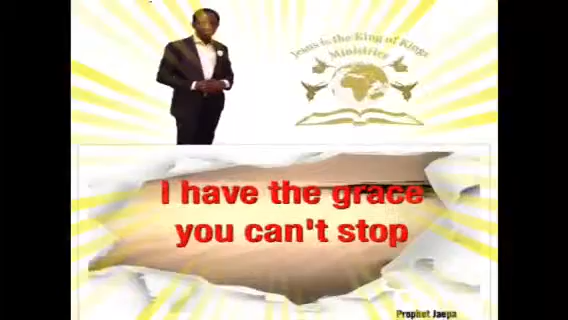 Jesus is the King of Kings
Ministries
I have the grace
you can't stop
Prophet Jaepa